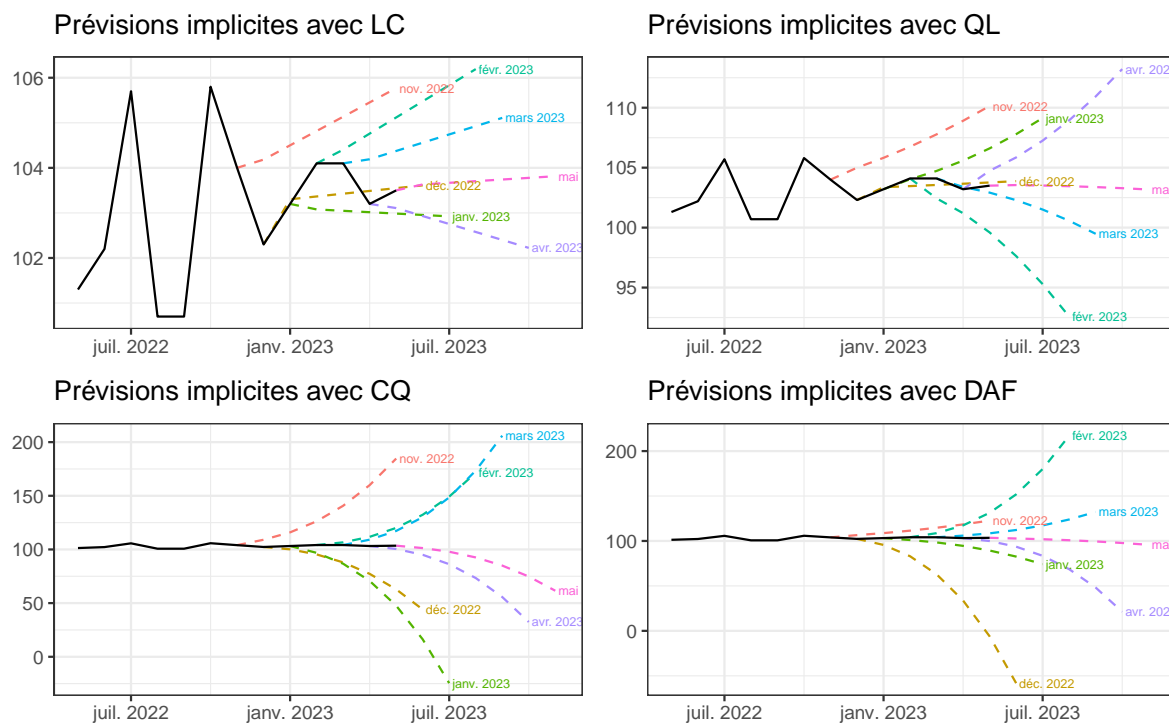 Prévisions implicites avec LC
106
104
102
févr. 2023
nov. 2022
mars 2023
déc. 2022
mai
janv. 2023
avr. 2023
juil. 2022
janv. 2023
juil. 2023
Prévisions implicites avec QL
110
105
100
95
avr. 202
nov. 2022
janv. 2023
déc. 2022
ma
mars 2023
févr. 2023
juil. 2022
janv. 2023
juil. 2023
Prévisions implicites avec CQ
200
150
100
50
0
mars 2023
nov. 2022
févr. 2023
mai
déc. 2022
avr. 2023
janv. 2023
juil. 2022
janv. 2023
juil. 2023
Prévisions implicites avec DAF
200
100
0
févr. 2023
mars 2023
nov. 2022
ma
janv. 2023
avr. 202
déc. 2022
juil. 2022
janv. 2023
juil. 2023